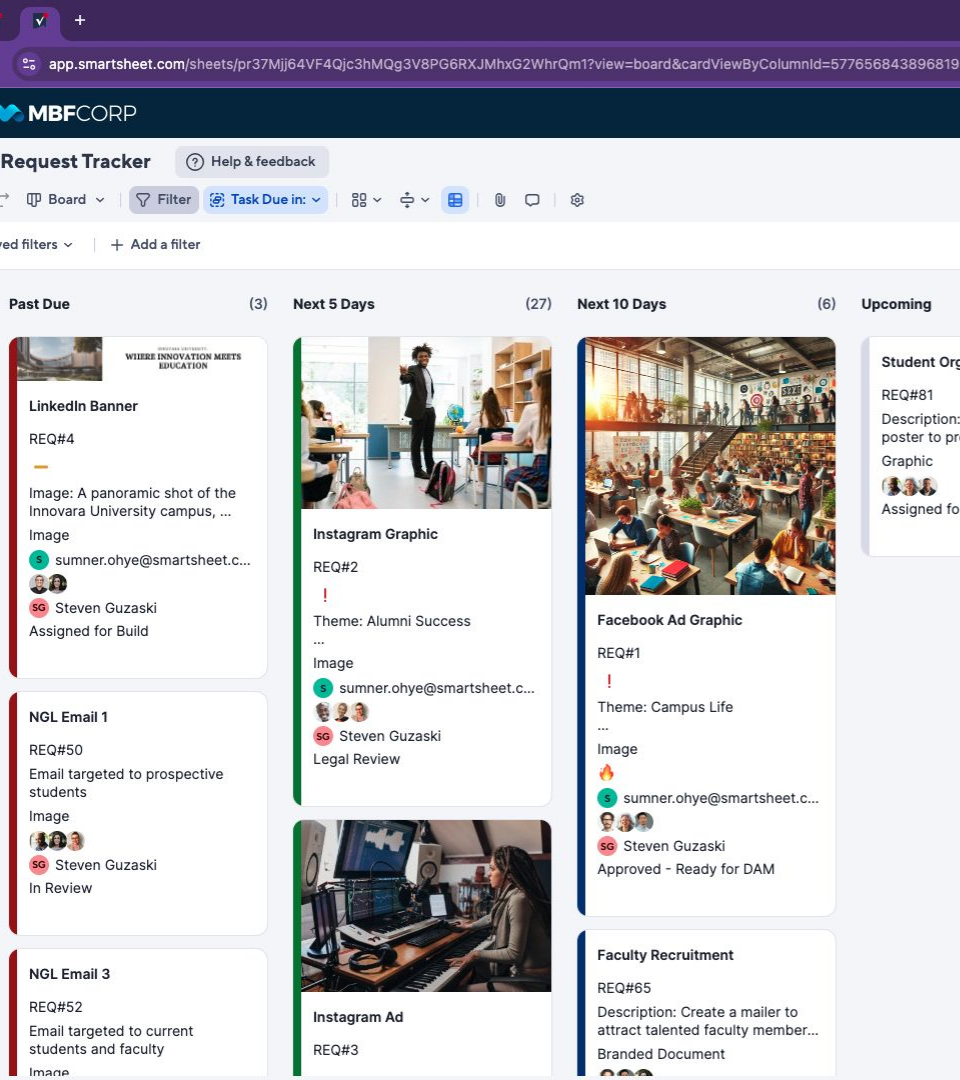 +
app.smartsheet.com/sheets/pr37Mjj64VF4Qjc3hMQg3V8PG6RXJMhxG2WhrQm1?view=board&cardViewByColumnId=577656843896819
MBFCORP
Request Tracker
Help & feedback
Board
Filter
Task Due in:
filters
Add a filter
Past Due (3)
WHERE INNOVATION MEETS
EDUCATION
LinkedIn Banner
REQ#4
Image: A panoramic shot of the
Innovara University campus, ...
Image
S sumner.ohye@smartsheet.c...
SG Steven Guzaski
Assigned for Build
NGL Email 1
REQ#50
Email targeted to prospective
students
Image
SG Steven Guzaski
In Review
NGL Email 3
REQ#52
Email targeted to current
students and faculty
Image
Next 5 Days (27)
Instagram Graphic
REQ#2
Theme: Alumni Success
...
Image
S sumner.ohye@smartsheet.c...
SG Steven Guzaski
Legal Review
Instagram Ad
REQ#3
Next 10 Days (6)
Facebook Ad Graphic
REQ#1
Theme: Campus Life
...
Image
S sumner.ohye@smartsheet.c...
SG Steven Guzaski
Approved - Ready for DAM
Faculty Recruitment
REQ#65
Description: Create a mailer to
attract talented faculty member...
Branded Document
Upcoming
Student Org
REQ#81
Description:
poster to pr
Graphic
Assigned fo